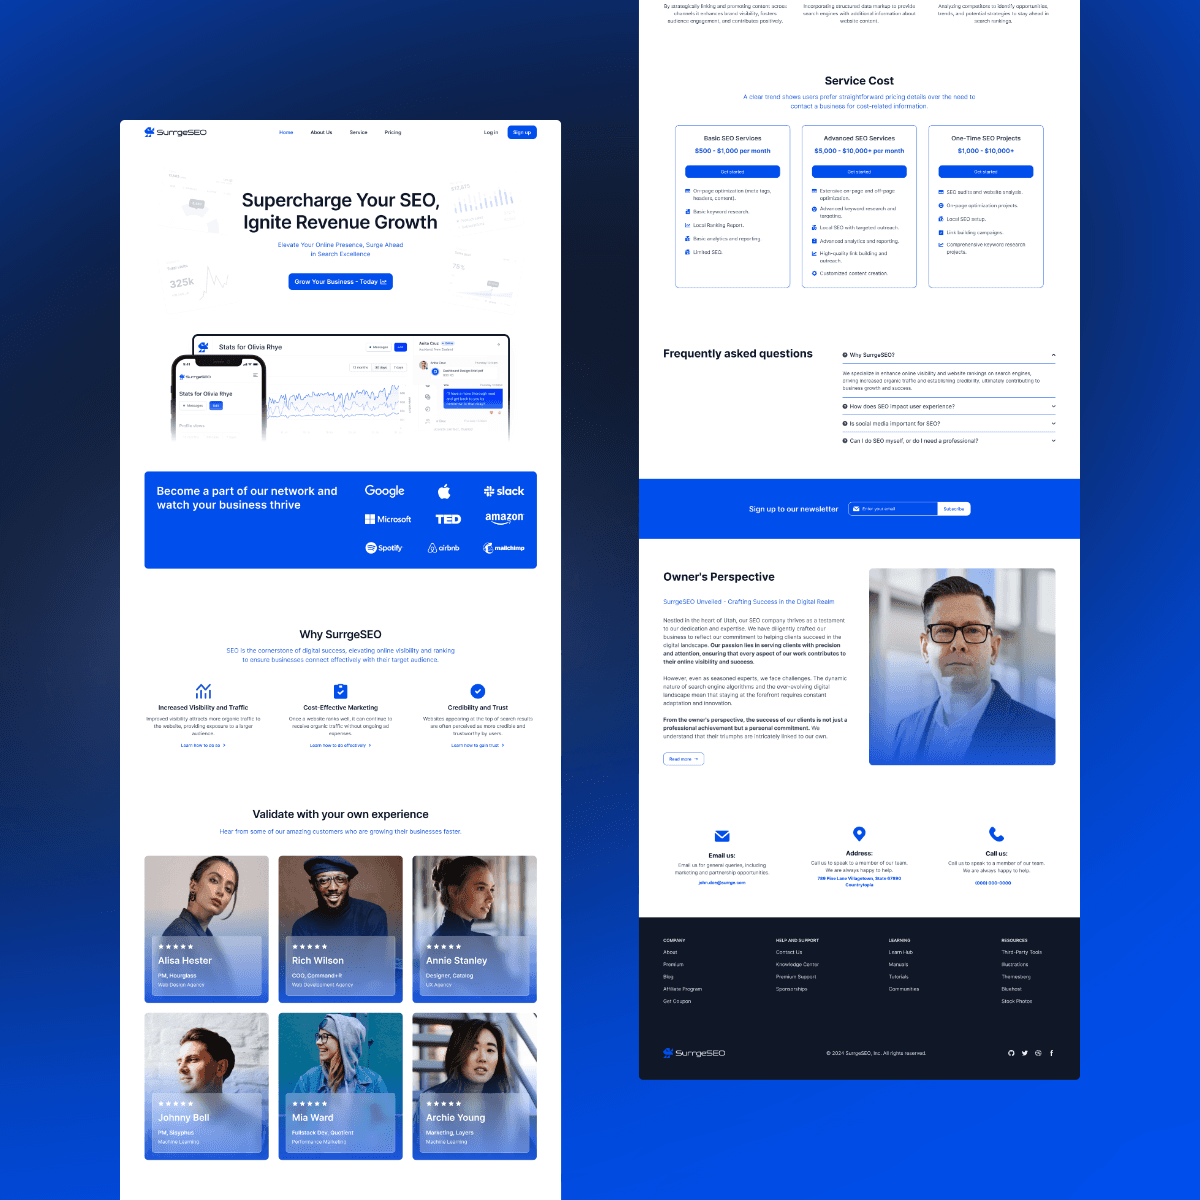 SurrgeSEO
Home
About Us
Service
Pricing
Log in
Sign up
Supercharge Your SEO,
Ignite Revenue Growth
Elevate Your Online Presence, Surge Ahead
in Search Excellence
Grow Your Business - Today
325k
Stats for Olivia Rhye
Messages
SurrgeSEO
Stats for Olivia Rhye
Messages
12 months
30 days
7 days
Anita Cruz
Become a part of our network and
watch your business thrive
Google
slack
Microsoft
TED
amazon
Spotify
airbnb
mailchimp
Why SurrgeSEO
SEO is the cornerstone of digital success, elevating online visibility and ranking
to ensure businesses connect effectively with their target audience.
Increased Visibility and Traffic
Improved visibility attracts more organic traffic to
the website, providing exposure to a larger
audience.
Learn how to do so
Cost-Effective Marketing
Once a website ranks well, it can continue to
receive organic traffic without ongoing ad
expenses.
Learn how to do effectively
Credibility and Trust
Websites appearing at the top of search results
are often perceived as more credible and
trustworthy by users.
Learn how to gain trust
Validate with your own experience
Hear from some of our amazing customers who are growing their businesses faster.
Alisa Hester
PM, Hourglass
Web Design Agency
Rich Wilson
COO, Command+R
Web Development Agency
Annie Stanley
Designer, Catalog
UX Agency
Johnny Bell
PM, Sisyphus
Machine Learning
Mia Ward
Fullstack Dev, Quotient
Performance Marketing
Archie Young
Marketing, Layers
Machine Learning
By strategically linking and promoting content across
channels it enhances brand visibility, fosters
audience engagement, and contributes positively.
Incorporating structured data markup to provide
search engines with additional information about
website content.
Analyzing competitors to identify opportunities,
trends, and potential strategies to stay ahead in
search rankings.
Service Cost
A clear trend shows users prefer straightforward pricing details over the need to
contact a business for cost-related information.
Basic SEO Services
$500 - $1,000 per month
Get started
On-page optimization (meta tags,
headers, content).
Basic keyword research.
Local Ranking Report.
Basic analytics and reporting
Limited SEO.
Advanced SEO Services
$5,000 - $10,000+ per month
Get started
Extensive on-page and off-page
optimization.
Advanced keyword research and
targeting.
Local SEO with targeted outreach.
Advanced analytics and reporting.
High-quality link building and
outreach.
Customized content creation.
One-Time SEO Projects
$1,000 - $10,000+
Get started
SEO audits and website analysis.
On-page optimization projects.
Local SEO setup.
Link building campaigns.
Comprehensive keyword research
projects.
Frequently asked questions
Why SurrgeSEO?
We specialize in enhance online visibility and website rankings on search engines,
driving increased organic traffic and establishing credibility, ultimately contributing to
business growth and success.
How does SEO impact user experience?
Is social media important for SEO?
Can I do SEO myself, or do I need a professional?
Sign up to our newsletter
Enter your email
Subscribe
Owner's Perspective
SurrgeSEO Unveiled - Crafting Success in the Digital Realm
Nestled in the heart of Utah, our SEO company thrives as a testament
to our dedication and expertise. We have diligently crafted our
business to reflect our commitment to helping clients succeed in the
digital landscape. Our passion lies in serving clients with precision
and attention, ensuring that every aspect of our work contributes to
their online visibility and success.
However, even as seasoned experts, we face challenges. The dynamic
nature of search engine algorithms and the ever-evolving digital
landscape mean that staying at the forefront requires constant
adaptation and innovation.
From the owner's perspective, the success of our clients is not just a
professional achievement but a personal commitment. We
understand that their triumphs are intricately linked to our own.
Read more
Email us:
Email us for general queries, including
marketing and partnership opportunities.
john.doe@surrge.com
Address:
Call us to speak to a member of our team.
We are always happy to help.
789 Pine Lane Villagetown, State 67890
Countrytopia
Call us:
Call us to speak to a member of our team.
We are always happy to help.
(000) 000-0000
COMPANY
About
Premium
Blog
Affiliate Program
Get Coupon
HELP AND SUPPORT
Contact Us
Knowledge Center
Premium Support
Sponsorships
LEARNING
Learn Hub
Manuals
Tutorials
Communities
RESOURCES
Third-Party Tools
Illustrations
Themesberg
Bluehost
Stock Photos
SurrgeSEO
© 2024 SurrgeSEO, Inc. All rights reserved.